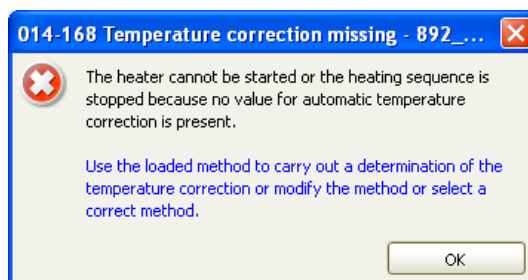 014-168 Temperature correction missing - 892_...
The heater cannot be started or the heating sequence is
stopped because no value for automatic temperature
correction is present.
Use the loaded method to carry out a determination of the
temperature correction or modify the method or select a
correct method.
OK